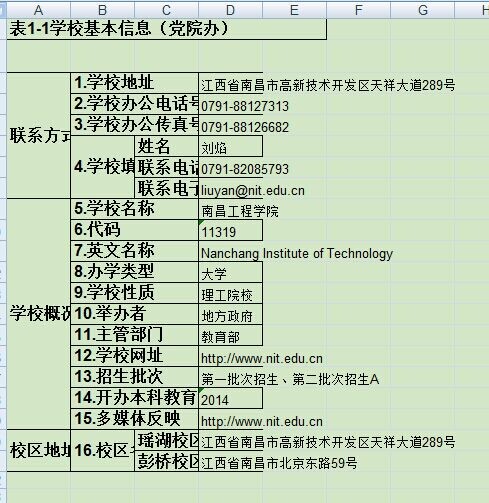 A B C D E F G H
表1-1学校基本信息（党院办）
联系方式
1.学校地址 江西省南昌市高新技术开发区天祥大道289号
2.学校办公电话号 0791-88127313
3.学校办公传真号 0791-88126682
4.学校填 姓名 刘焰
联系电话 0791-82085793
联系电子 liuyan@nit.edu.cn
学校概况
5.学校名称 南昌工程学院
6.代码 11319
7.英文名称 Nanchang Institute of Technology
8.办学类型 大学
9.学校性质 理工院校
10.举办者 地方政府
11.主管部门 教育部
12.学校网址 http://www.nit.edu.cn
13.招生批次 第一批次招生、第二批次招生A
14.开办本科教育 2014
15.多媒体反映 http://www.nit.edu.cn
校区地址 16.校区 瑶湖校区 江西省南昌市高新技术开发区天祥大道289号
彭桥校区 江西省南昌市北京东路59号